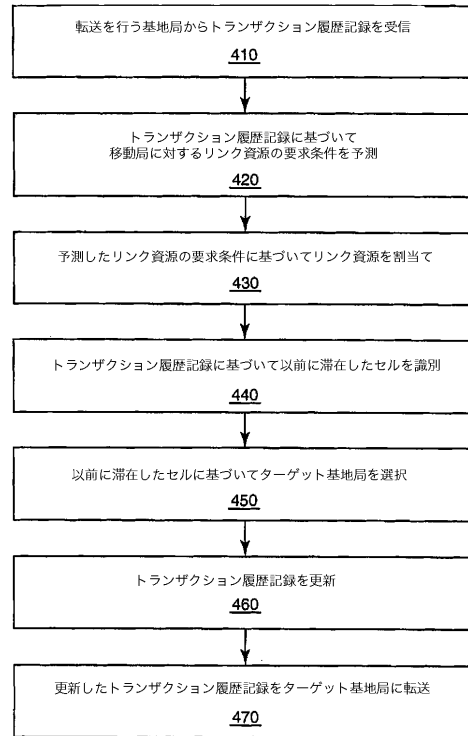 転送を行う基地局からトランザクション履歴記録を受信
410
トランザクション履歴記録に基づいて
移動局に対するリンク資源の要求条件を予測
420
予測したリンク資源の要求条件に基づいてリンク資源を割当て
430
トランザクション履歴記録に基づいて以前に滞在したセルを識別
440
以前に滞在したセルに基づいてターゲット基地局を選択
450
トランザクション履歴記録を更新
460
更新したトランザクション履歴記録をターゲット基地局に転送
470